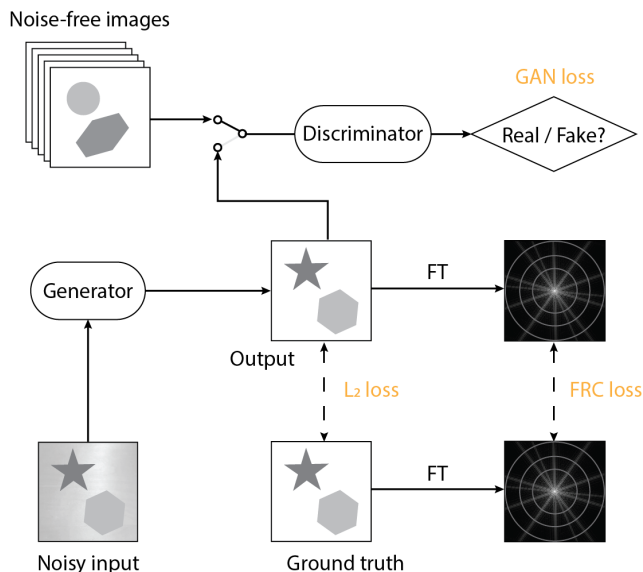 Noise-free images
GAN loss
Discriminator
Real / Fake?
Generator
FT
Output
L₂ loss
FRC loss
FT
Noisy input
Ground truth